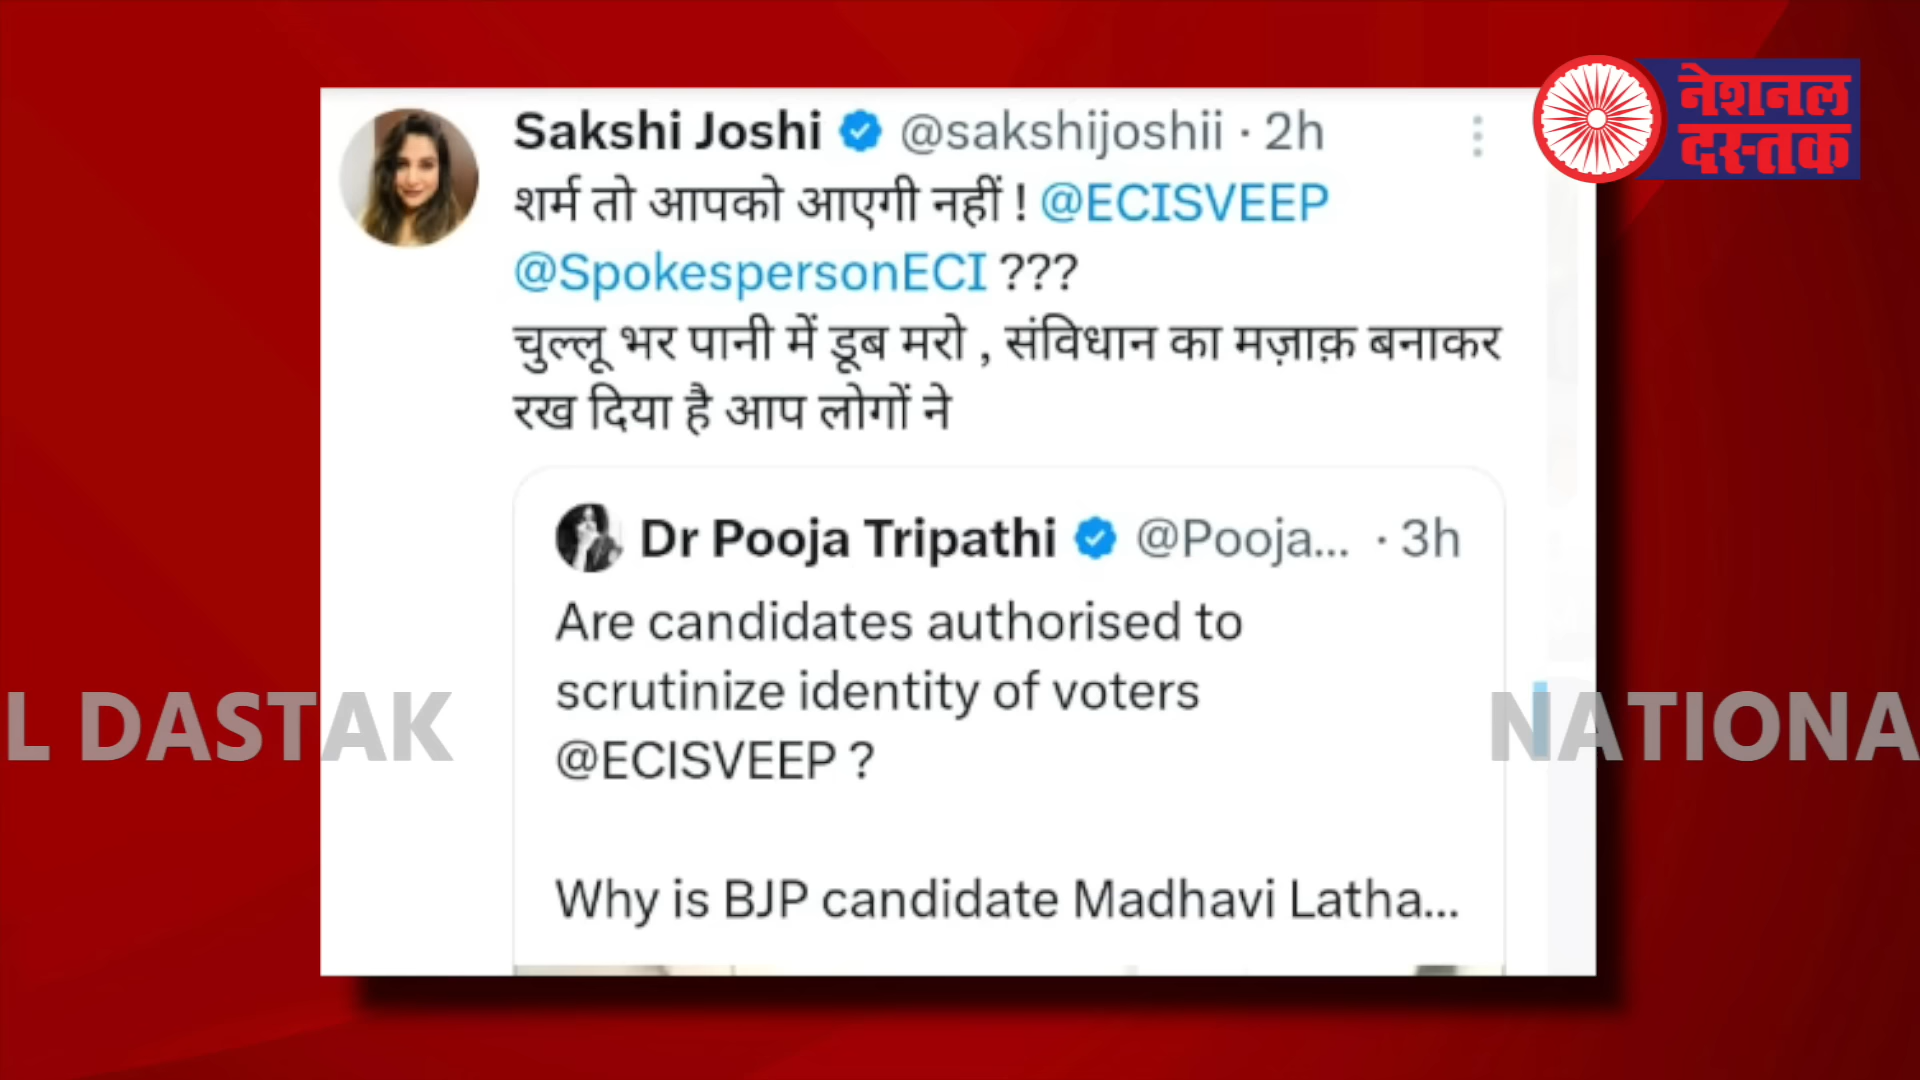 नेशनल
दस्तक
Sakshi Joshi @sakshijoshii · 2h
शर्म तो आपको आएगी नहीं ! @ECISVEEP
@SpokespersonECI ???
चुल्लू भर पानी में डूब मरो , संविधान का मज़ाक़ बनाकर
रख दिया है आप लोगों ने
Dr Pooja Tripathi @Pooja... · 3h
Are candidates authorised to
scrutinize identity of voters
@ECISVEEP ?
Why is BJP candidate Madhavi Latha...
L DASTAK
NATIONA